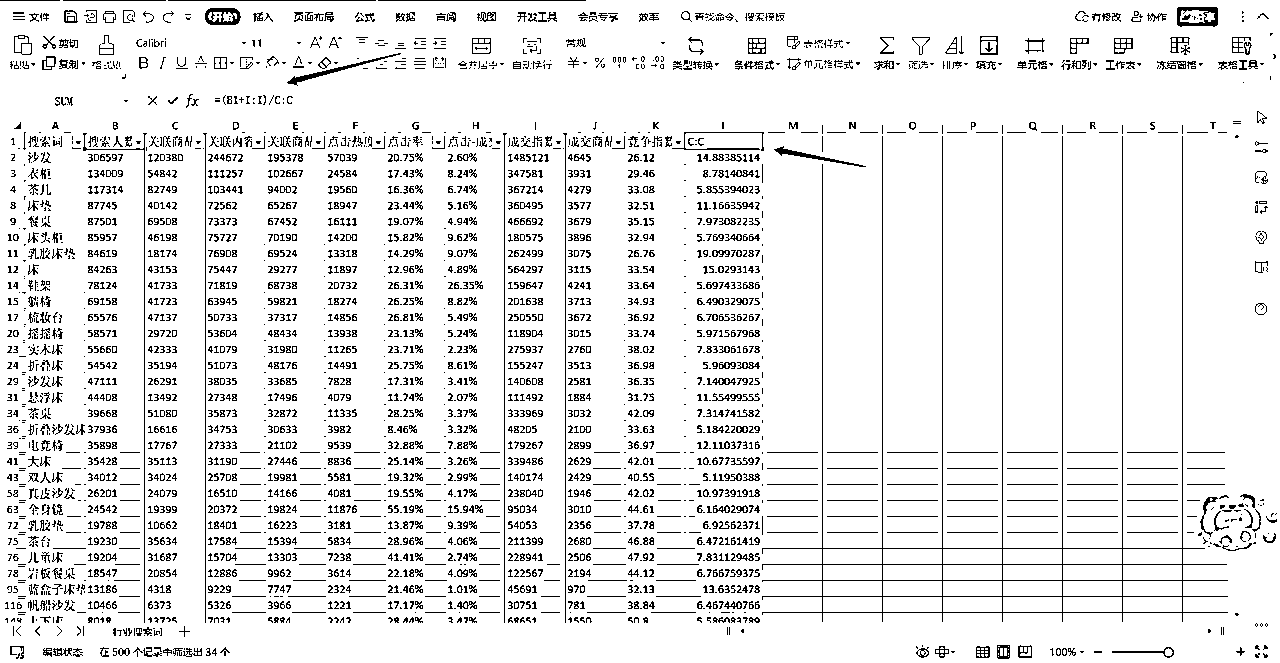 三 文件 开始 插入 页面布局 公式 数据 审阅 视图 开发工具 会员专享 效率 查找命令、搜索模板 有修改 协作
剪切 Calibri 11 A⁺ A⁻ 常规 表格样式
粘贴 复制 格式刷 B I U A 合并居中 自动换行 ¥ % 类型转换 条件格式 单元格样式 求和 筛选 排序 填充 单元格 行和列 工作表 冻结窗格 表格工具
SUM fx =(B1+I:I)/C:C
A B C D E F G H I J K L M N O P Q R S T
1 搜索词 搜索人数 关联商品 关联内容 关联商品 点击热度 点击率 点击-成交 成交指数 成交商品 竞争指数 C:C
2 沙发 306597 120380 244672 195378 57039 20.75% 2.60% 1485121 4645 26.12 14.88385114
3 衣柜 134009 54842 111257 102667 24584 17.43% 8.24% 347581 3931 29.46 8.78140841
4 茶几 117314 82749 103441 94002 19560 16.36% 6.74% 367214 4279 33.08 5.855394023
8 床垫 87745 40142 72562 65267 18947 23.44% 5.16% 360495 3577 32.51 11.16635942
9 餐桌 87501 69508 73373 67452 16111 19.07% 4.94% 466692 3679 35.15 7.973082235
10 床头柜 85957 46198 75727 70190 14200 15.82% 9.62% 180575 3896 32.94 5.769340664
11 乳胶床垫 84619 18174 76908 69524 13318 14.29% 9.07% 262499 3075 26.76 19.09970287
12 床 84263 43153 75447 29277 11897 12.96% 4.89% 564297 3115 33.54 15.0293143
14 鞋架 78124 41733 71819 68738 20732 26.31% 26.35% 159647 4241 33.64 5.697433686
15 躺椅 69158 41723 63945 59821 18274 26.25% 8.82% 201638 3713 34.93 6.490329075
17 梳妆台 65576 47137 50733 37317 14856 26.81% 5.49% 250550 3672 36.92 6.706536267
20 摇摇椅 58571 29720 53604 48434 13938 23.13% 5.24% 118904 3015 33.74 5.971567968
23 实木床 55660 42333 41079 31980 11265 23.71% 2.23% 275937 2760 38.02 7.833061678
24 折叠床 54542 35194 51073 48176 14491 25.75% 8.61% 155247 3513 36.98 5.96093084
29 沙发床 47111 26291 38035 33685 7828 17.31% 3.41% 140608 2581 36.35 7.140047925
31 悬浮床 44408 13492 27348 17496 4079 11.74% 2.07% 111492 1884 31.75 11.55499555
34 茶桌 39668 51080 35873 32872 11335 28.25% 3.37% 333969 3032 42.09 7.314741582
36 折叠沙发床 37936 16616 34753 30633 3982 8.46% 3.32% 48205 2100 33.63 5.184220029
39 电竞椅 35898 17767 27333 21102 9539 32.88% 7.88% 179267 2899 36.97 12.11037316
41 大床 35428 35113 31190 27446 8836 25.14% 3.26% 339486 2629 42.01 10.67735597
43 双人床 34012 34024 25708 19981 5581 19.32% 2.99% 140174 2429 40.55 5.11950388
58 真皮沙发 26201 24079 16510 14166 4081 19.55% 4.17% 238040 1946 42.02 10.97391918
63 全身镜 24542 19399 20372 19824 11876 55.19% 15.94% 95034 3010 44.61 6.164029074
72 乳胶垫 19788 10662 18401 16223 3181 13.87% 9.39% 54053 2356 37.78 6.92562371
75 茶台 19230 35634 17584 15394 5834 28.96% 4.06% 211399 2680 46.88 6.472161419
76 儿童床 19204 31687 15704 13303 7238 41.41% 2.74% 228941 2506 47.92 7.831129485
78 岩板餐桌 18547 20854 12886 9962 3614 22.18% 4.09% 122567 2194 44.12 6.766759375
95 蓝盒子床垫 13186 4318 9229 7747 2324 21.46% 1.01% 45691 970 32.13 13.6352478
116 帆船沙发 10466 6373 5326 3966 1221 17.17% 1.40% 30751 781 38.84 6.467440766
148 上下床 8018 13725 7031 5884 2242 28.44% 3.47% 68651 1550 50.8 5.586083789
行业搜索词 +
编辑状态 在 500 个记录中筛选出 34 个 100%